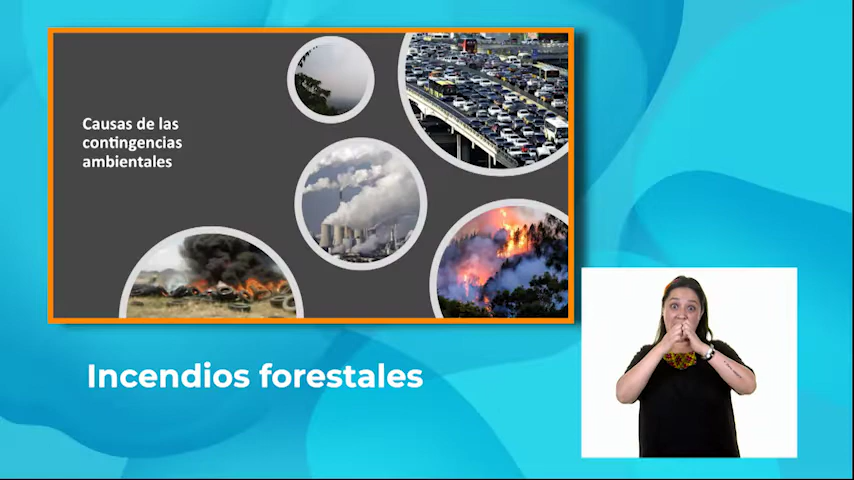 Causas de las
contingencias
ambientales
Incendios forestales